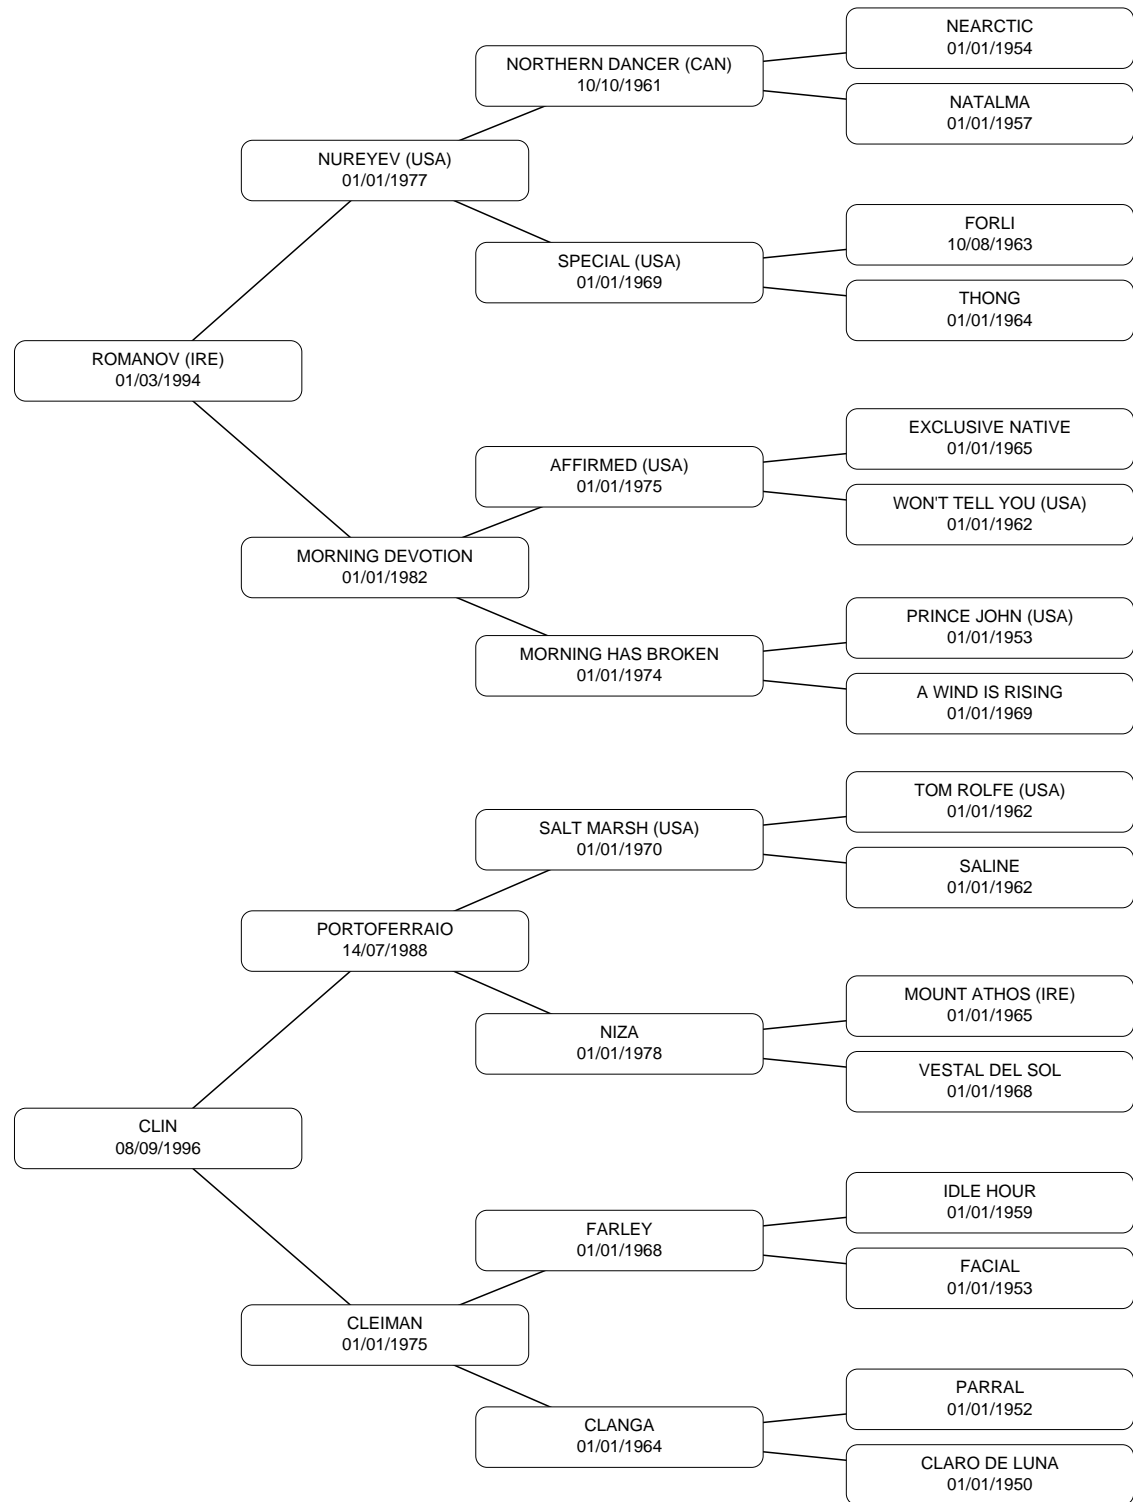 NEARCTIC
01/01/1954
NORTHERN DANCER (CAN)
10/10/1961
NATALMA
01/01/1957
NUREYEV (USA)
01/01/1977
FORLI
10/08/1963
SPECIAL (USA)
01/01/1969
THONG
01/01/1964
ROMANOV (IRE)
01/03/1994
EXCLUSIVE NATIVE
01/01/1965
AFFIRMED (USA)
01/01/1975
WON'T TELL YOU (USA)
01/01/1962
MORNING DEVOTION
01/01/1982
PRINCE JOHN (USA)
01/01/1953
MORNING HAS BROKEN
01/01/1974
A WIND IS RISING
01/01/1969
TOM ROLFE (USA)
01/01/1962
SALT MARSH (USA)
01/01/1970
SALINE
01/01/1962
PORTOFERRAIO
14/07/1988
MOUNT ATHOS (IRE)
01/01/1965
NIZA
01/01/1978
VESTAL DEL SOL
01/01/1968
CLIN
08/09/1996
IDLE HOUR
01/01/1959
FARLEY
01/01/1968
FACIAL
01/01/1953
CLEIMAN
01/01/1975
PARRAL
01/01/1952
CLANGA
01/01/1964
CLARO DE LUNA
01/01/1950